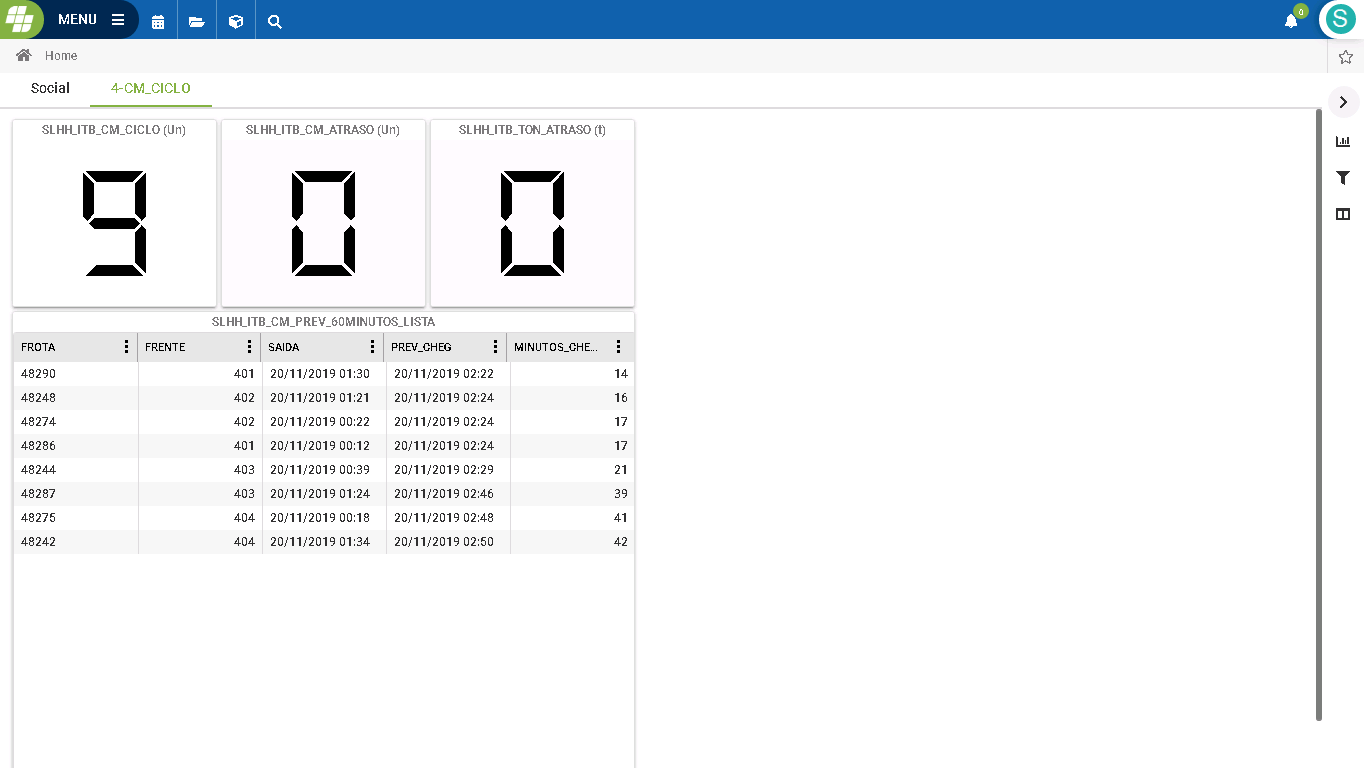 MENU
0
S
Home
Social
4-CM_CICLO
SLHH_ITB_CM_CICLO (Un)
SLHH_ITB_CM_ATRASO (Un)
SLHH_ITB_TON_ATRASO (t)
9
0
0
SLHH_ITB_CM_PREV_60MINUTOS_LISTA
FROTA FRENTE SAIDA PREV_CHEG MINUTOS_CHE...
48290 401 20/11/2019 01:30 20/11/2019 02:22 14
48248 402 20/11/2019 01:21 20/11/2019 02:24 16
48274 402 20/11/2019 00:22 20/11/2019 02:24 17
48286 401 20/11/2019 00:12 20/11/2019 02:24 17
48244 403 20/11/2019 00:39 20/11/2019 02:29 21
48287 403 20/11/2019 01:24 20/11/2019 02:46 39
48275 404 20/11/2019 00:18 20/11/2019 02:48 41
48242 404 20/11/2019 01:34 20/11/2019 02:50 42